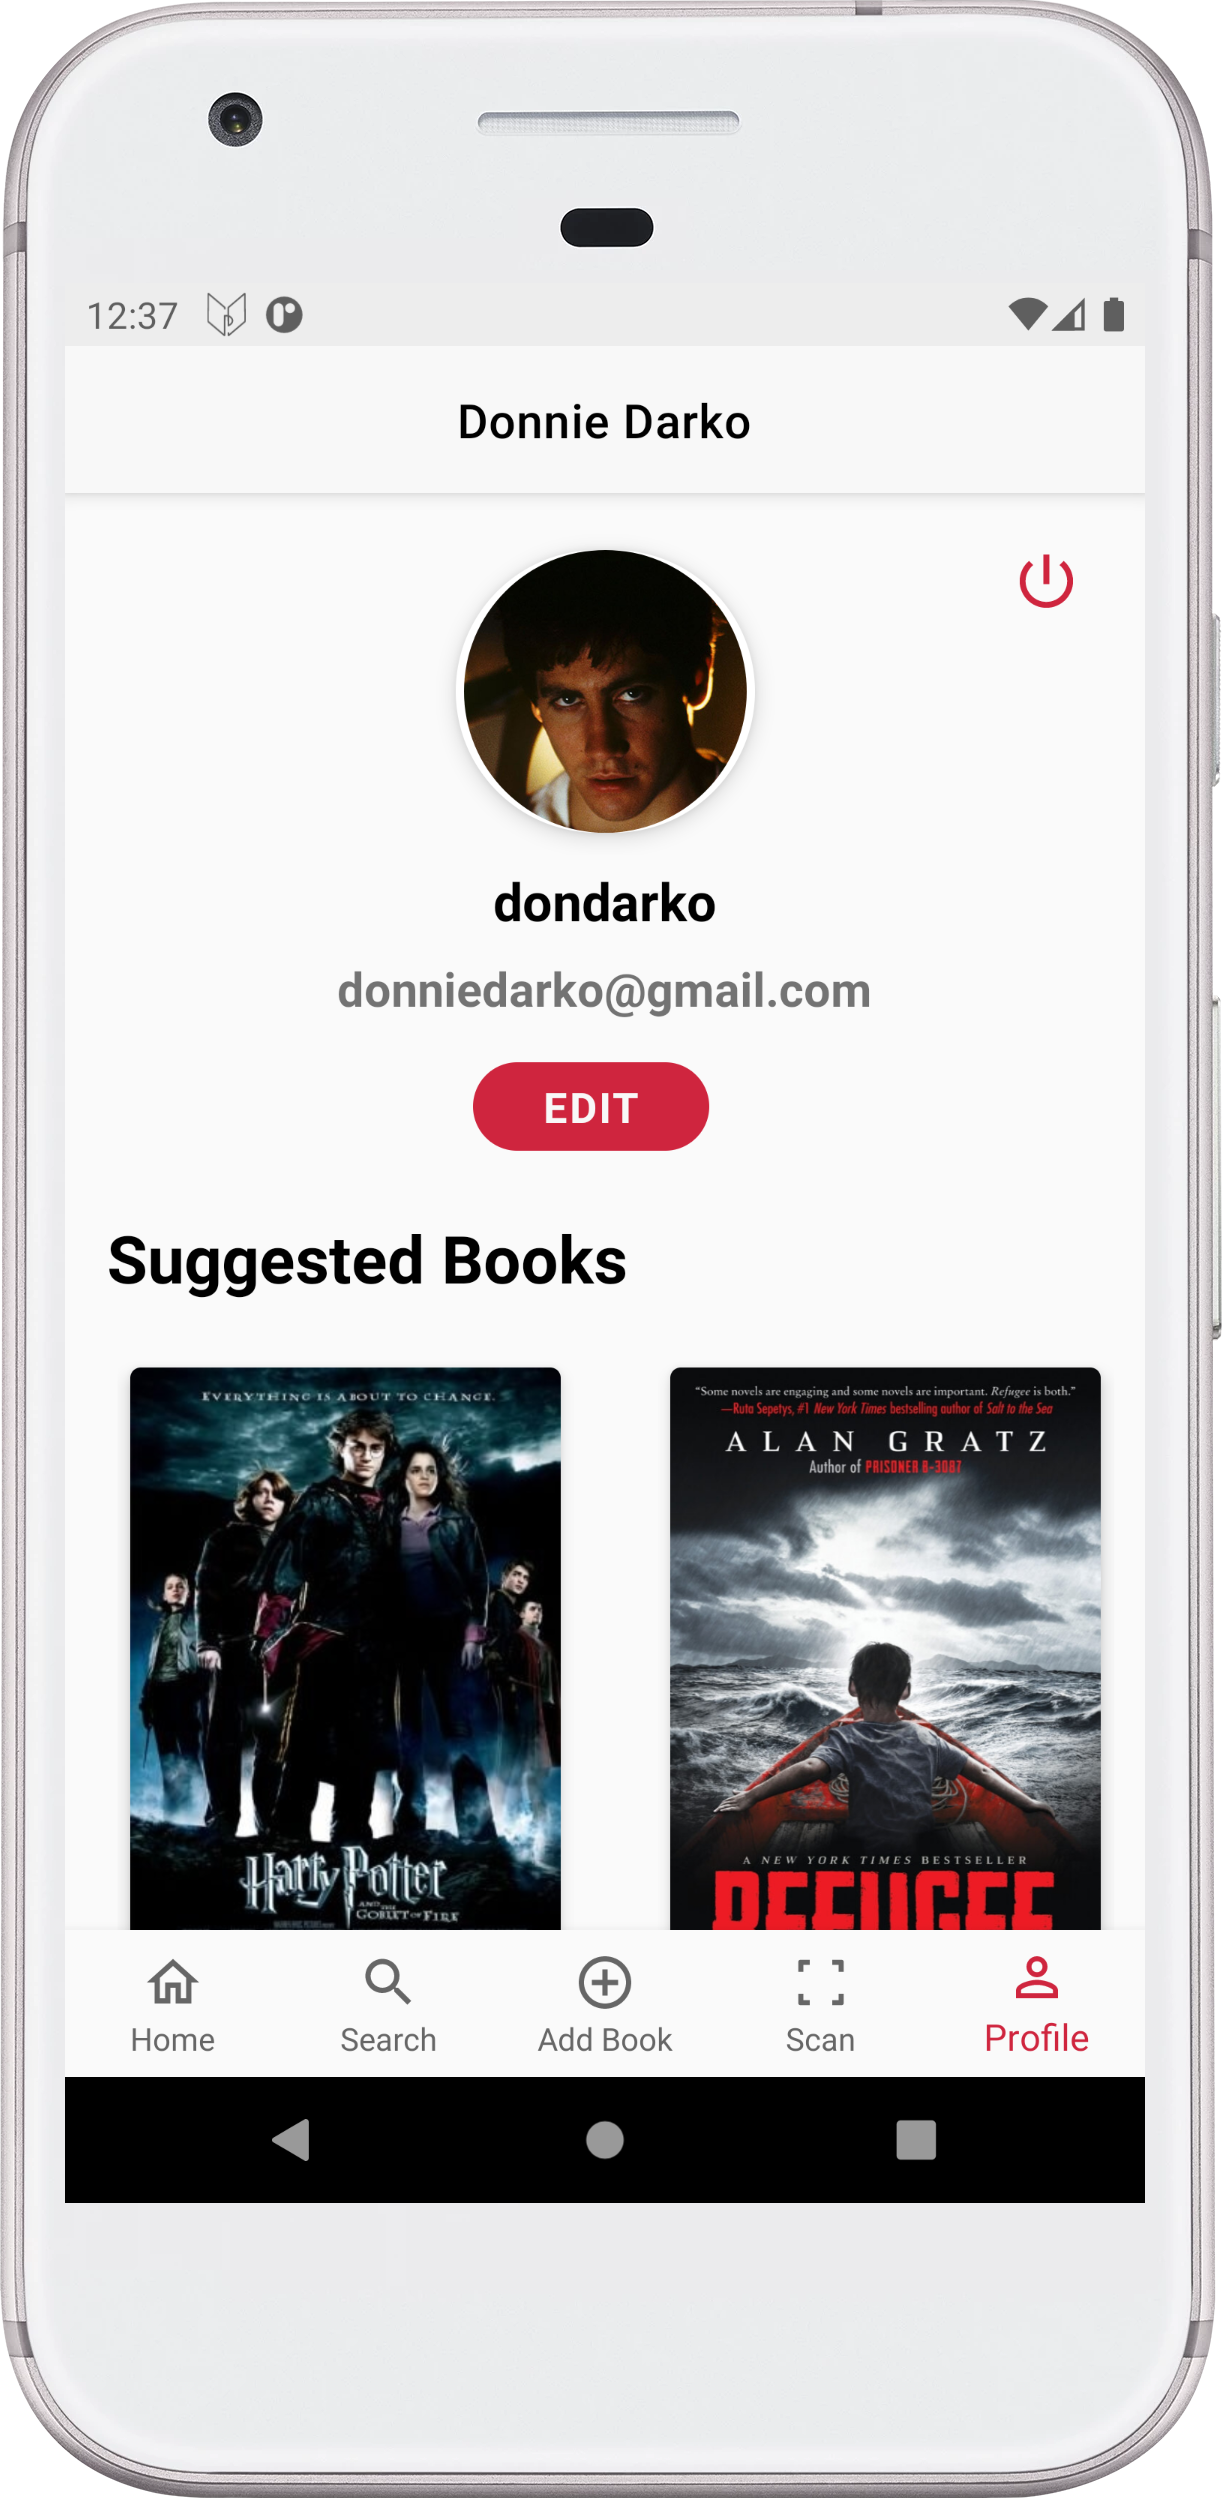 12:37
Donnie Darko
dondarko
donniedarko@gmail.com
EDIT
Suggested Books
EVERYTHING IS ABOUT TO CHANGE.
Harry Potter
AND THE
GOBLET OF FIRE
“Some novels are engaging and some novels are important. Refugee is both.”
—Ruta Sepetys, #1 New York Times bestselling author of Salt to the Sea
ALAN GRATZ
Author of PRISONER B-3087
A NEW YORK TIMES BESTSELLER
REFUGEE
Home
Search
Add Book
Scan
Profile